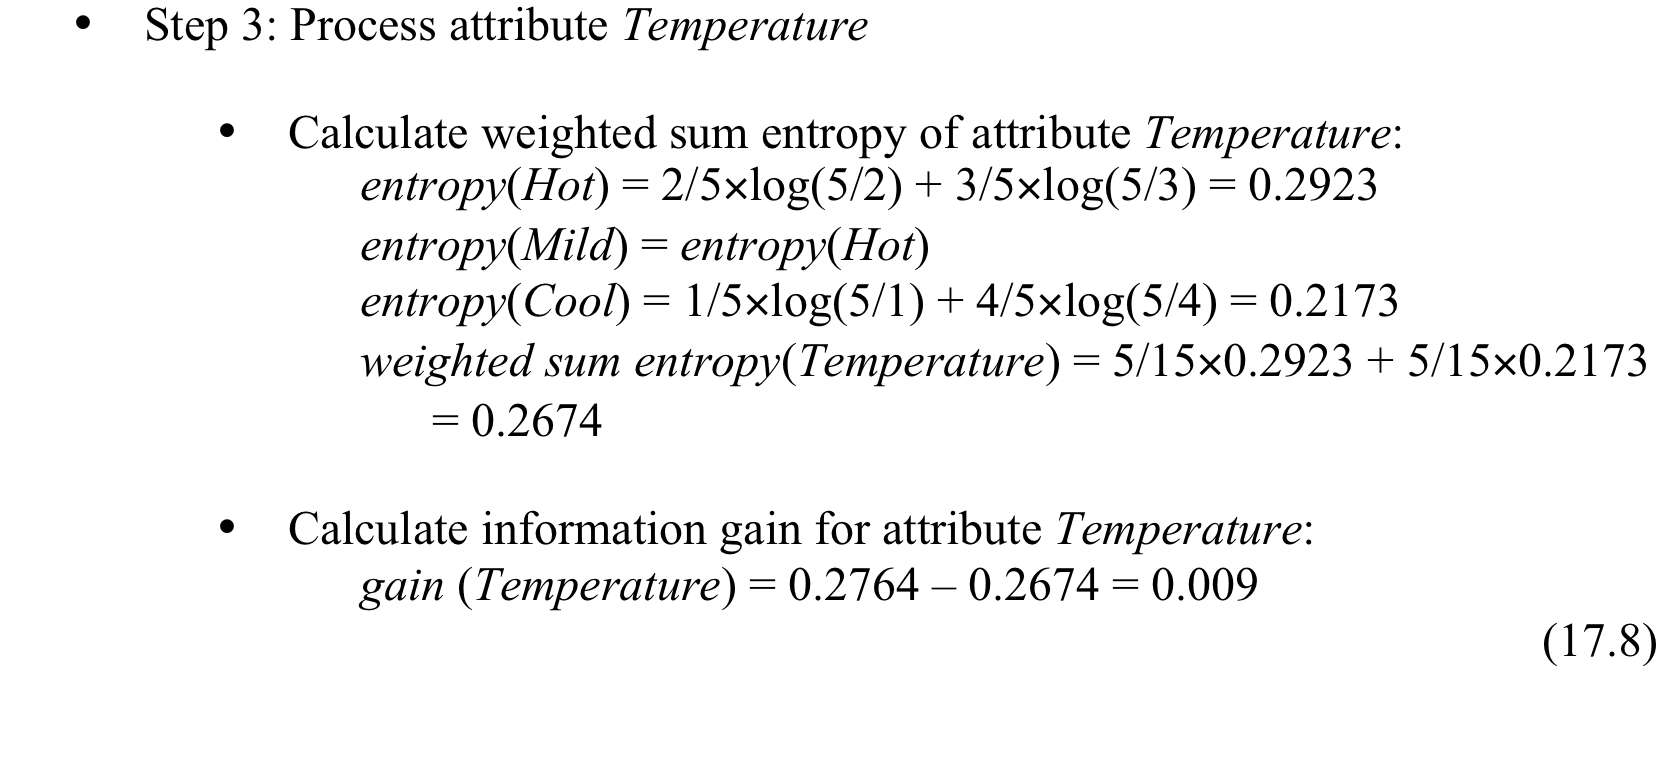 • Step 3: Process attribute Temperature
• Calculate weighted sum entropy of attribute Temperature:
entropy(Hot) = 2/5×log(5/2) + 3/5×log(5/3) = 0.2923
entropy(Mild) = entropy(Hot)
entropy(Cool) = 1/5×log(5/1) + 4/5×log(5/4) = 0.2173
weighted sum entropy(Temperature) = 5/15×0.2923 + 5/15×0.2173
= 0.2674
• Calculate information gain for attribute Temperature:
gain (Temperature) = 0.2764 – 0.2674 = 0.009
(17.8)